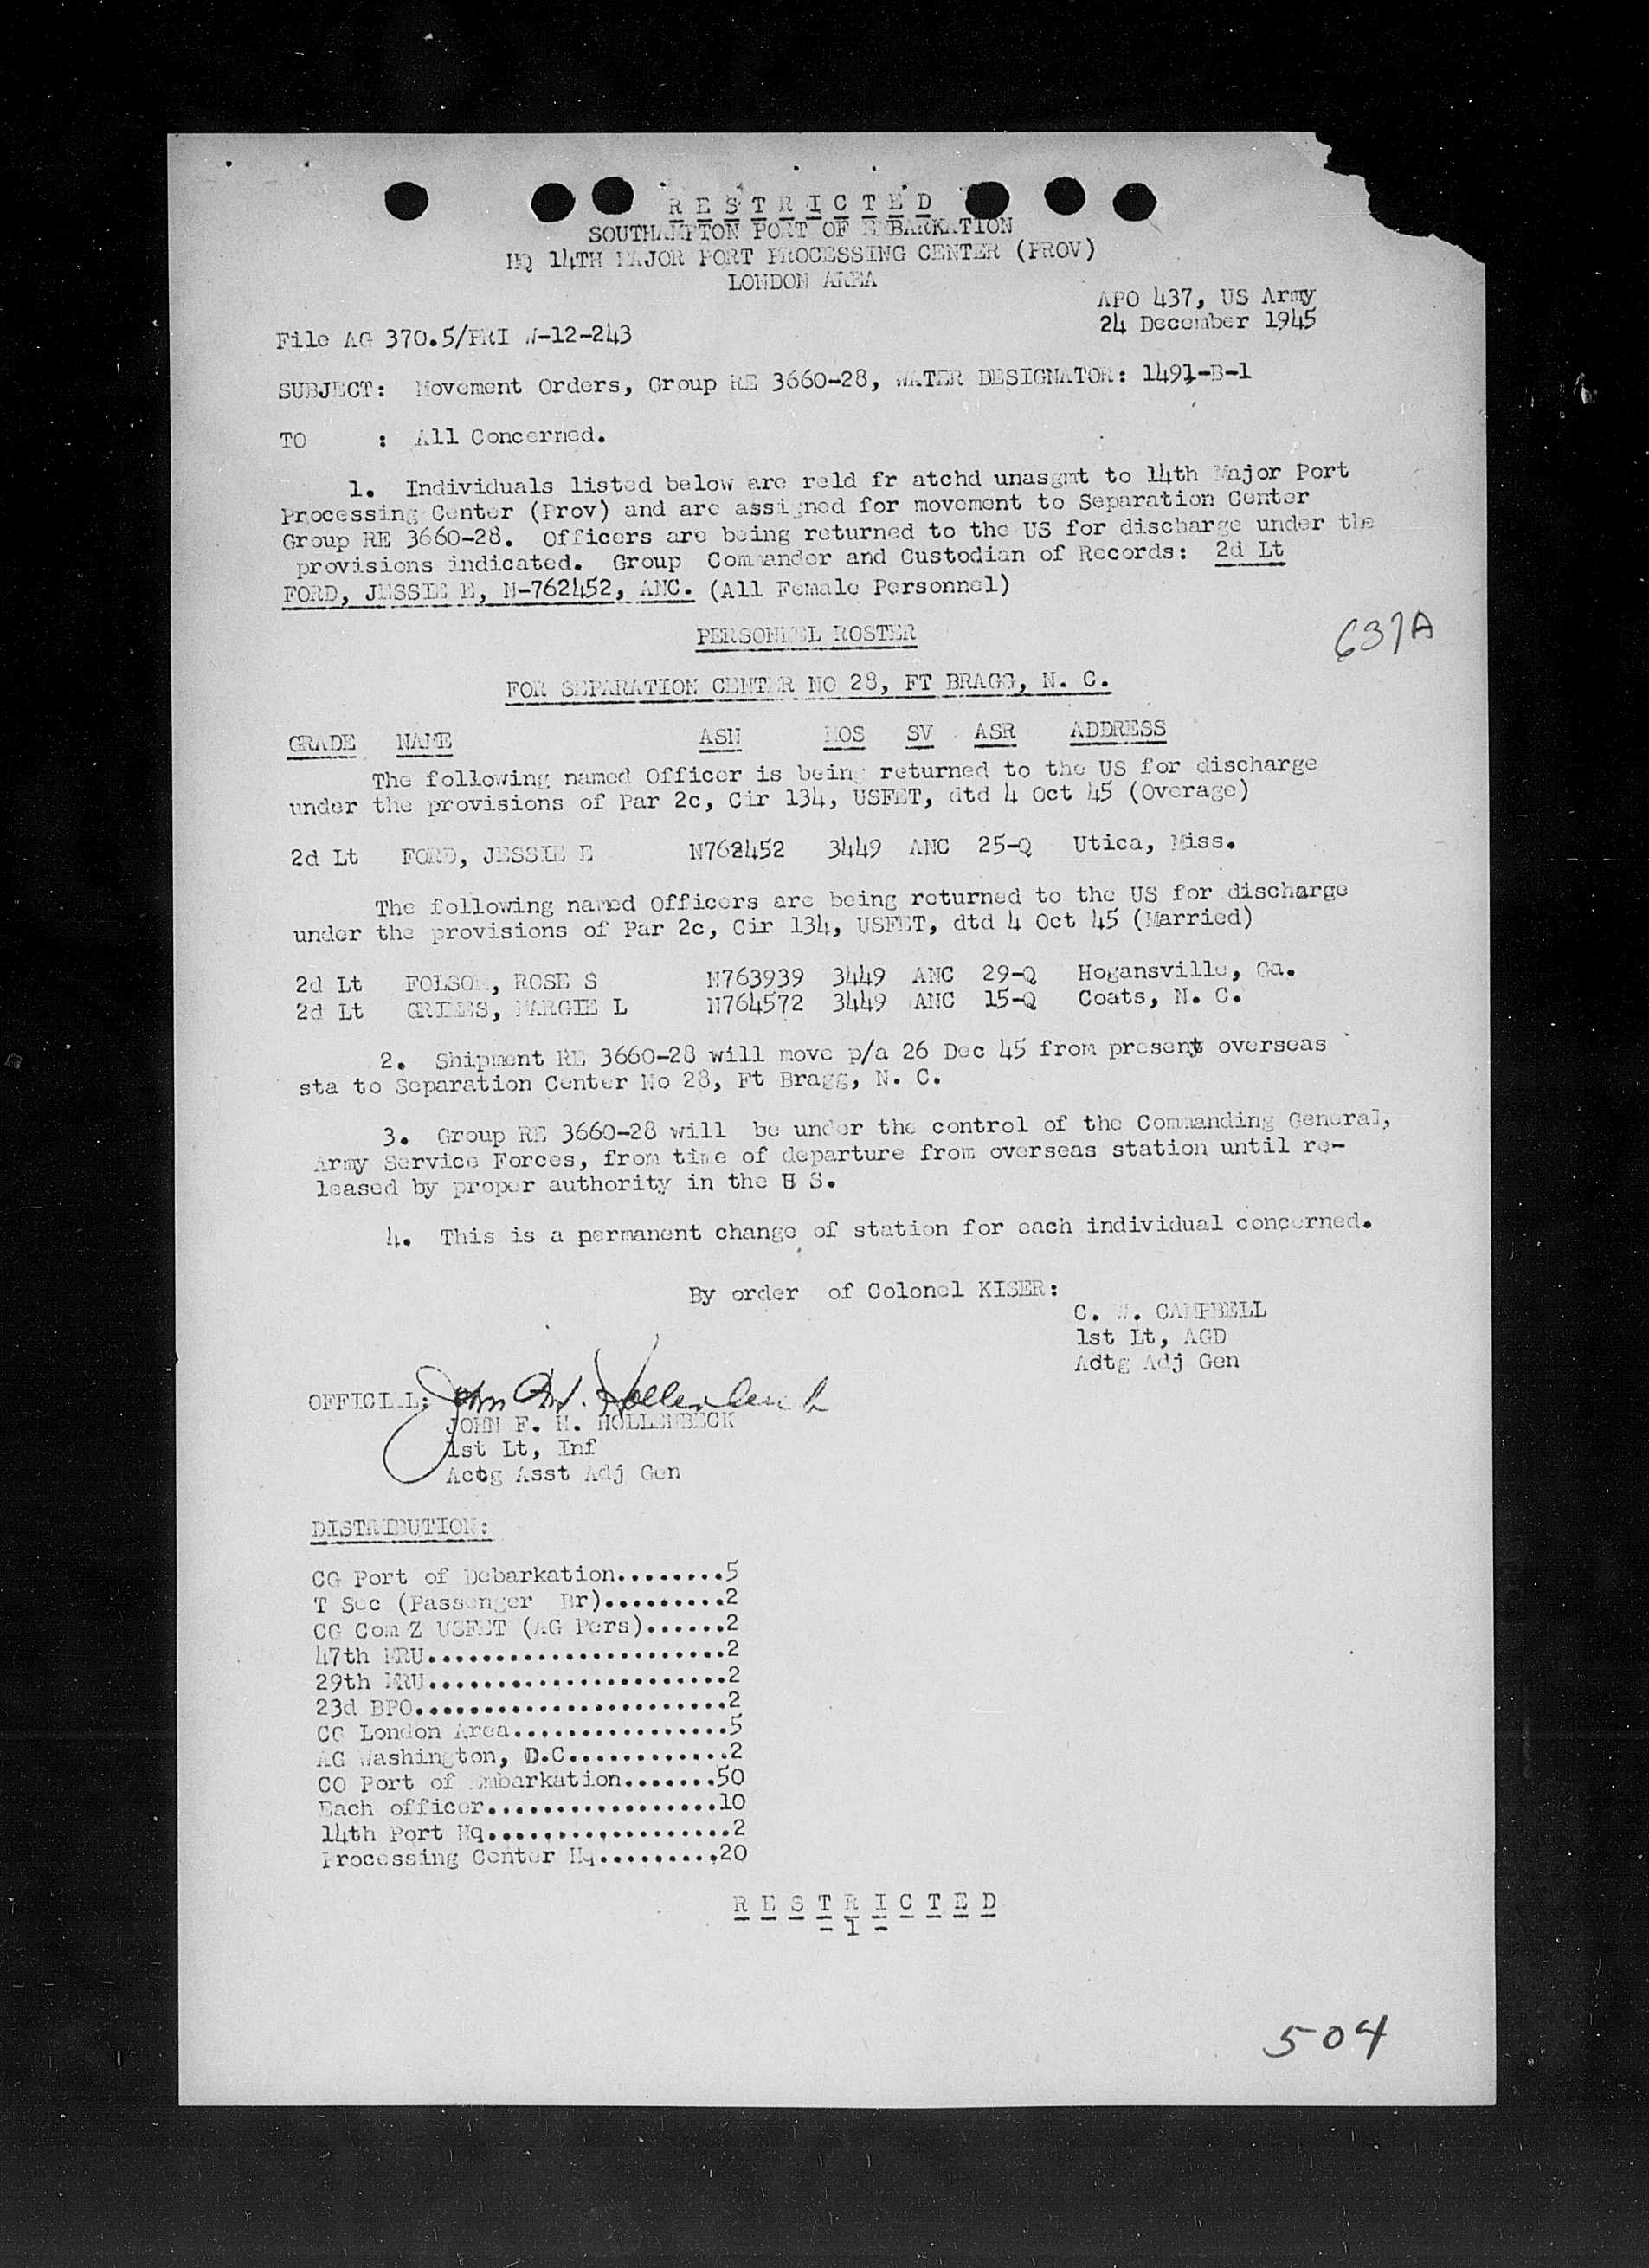 R E S T R I C T E D
SOUTHAMPTON PORT OF EMBARKATION
HQ 14TH MAJOR PORT PROCESSING CENTER (PROV)
LONDON AREA
APO 437, US Army
24 December 1945
File AG 370.5/PRI W-12-243
SUBJECT: Movement Orders, Group RE 3660-28, WATER DESIGNATOR: 1491-B-1
TO : All Concerned.
1. Individuals listed below are reld fr atchd unasgmt to 14th Major Port
Processing Center (Prov) and are assigned for movement to Separation Center
Group RE 3660-28. Officers are being returned to the US for discharge under the
provisions indicated. Group Commander and Custodian of Records: 2d Lt
FORD, JESSIE E, N-762452, ANC. (All Female Personnel)
637A
PERSONNEL ROSTER
FOR SEPARATION CENTER NO 28, FT BRAGG, N. C.
GRADE NAME ASN MOS SV ASR ADDRESS
The following named Officer is being returned to the US for discharge
under the provisions of Par 2c, Cir 134, USFET, dtd 4 Oct 45 (Overage)
2d Lt FORD, JESSIE E N762452 3449 ANC 25-Q Utica, Miss.
The following named Officers are being returned to the US for discharge
under the provisions of Par 2c, Cir 134, USFET, dtd 4 Oct 45 (Married)
2d Lt FOLSOM, ROSE S N763939 3449 ANC 29-Q Hogansville, Ga.
2d Lt GRIMES, MARGIE L N764572 3449 ANC 15-Q Coats, N. C.
2. Shipment RE 3660-28 will move p/a 26 Dec 45 from present overseas
sta to Separation Center No 28, Ft Bragg, N. C.
3. Group RE 3660-28 will be under the control of the Commanding General,
Army Service Forces, from time of departure from overseas station until re-
leased by proper authority in the U S.
4. This is a permanent change of station for each individual concerned.
By order of Colonel KISER:
C. W. CAMPBELL
1st Lt, AGD
Adtg Adj Gen
OFFICIAL: John F. H. Hollenbeck
JOHN F. H. HOLLENBECK
1st Lt, Inf
Actg Asst Adj Gen
DISTRIBUTION:
CG Port of Debarkation........5
T Sec (Passenger Br).........2
CG Com Z USFET (AG Pers)......2
47th MRU......................2
29th MRU......................2
23d BPO.......................2
CG London Area................5
AG Washington, D.C............2
CO Port of Embarkation.......50
Each officer.................10
14th Port Hq..................2
Processing Center Hq.........20
R E S T R I C T E D
- 1 -
504